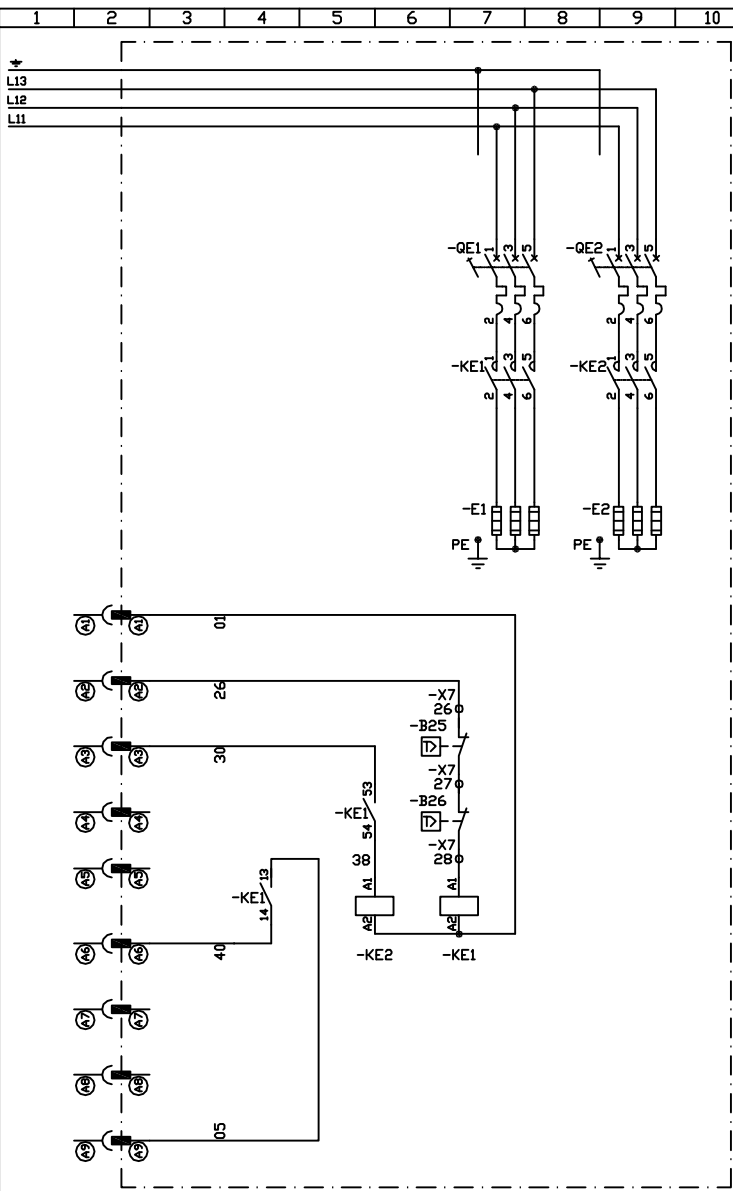 1 2 3 4 5 6 7 8 9 10
L13
L12
L11
-QE1 1 3 5 -QE2 1 3 5
2 4 6 2 4 6
-KE1 1 3 5 -KE2 1 3 5
2 4 6 2 4 6
-E1 -E2
PE PE
A1 A1 01
A2 A2 26
-X7
26
-B25
T>
A3 A3 30
-X7
27
53
-B26
-KE1
T>
A4 A4
54
-X7
38 28
A5 A5
13
A1 A1
-KE1
14
A2 A2
A6 A6 40
-KE2 -KE1
A7 A7
A8 A8
A9 A9 05